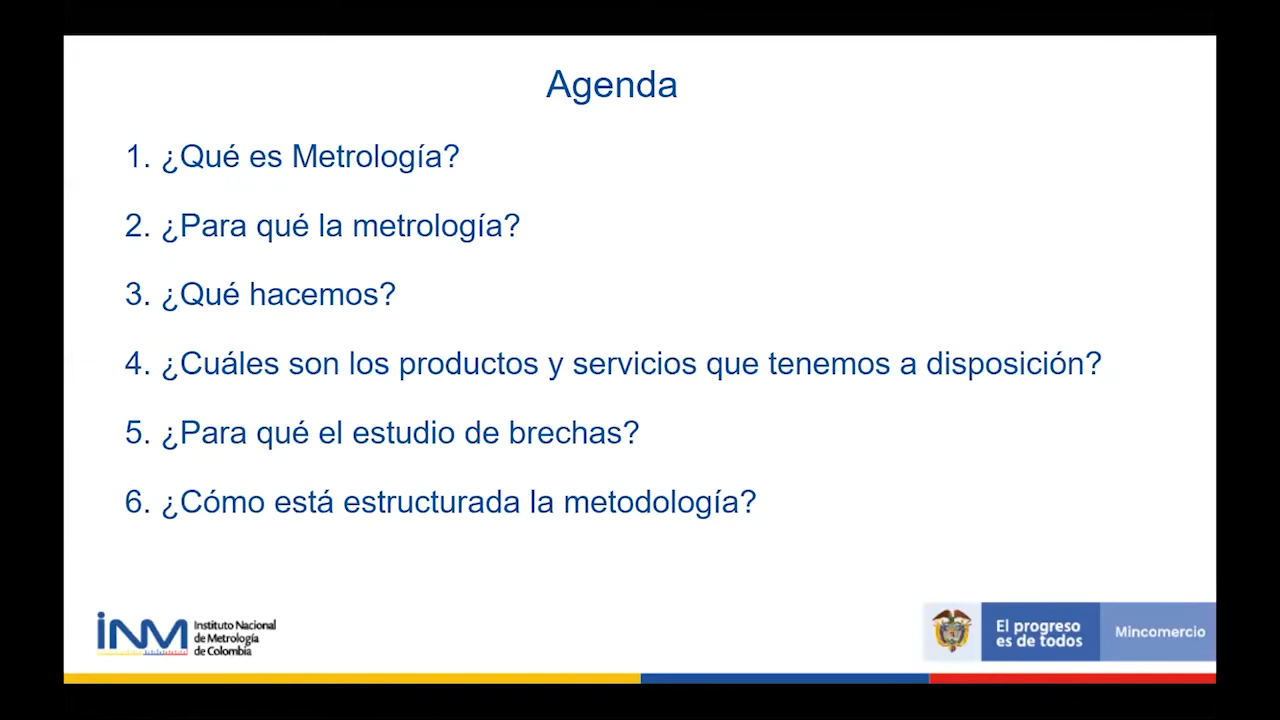 Agenda
1. ¿Qué es Metrología?
2. ¿Para qué la metrología?
3. ¿Qué hacemos?
4. ¿Cuáles son los productos y servicios que tenemos a disposición?
5. ¿Para qué el estudio de brechas?
6. ¿Cómo está estructurada la metodología?
INM
Instituto Nacional
de Metrología
de Colombia
El progreso
es de todos
Mincomercio